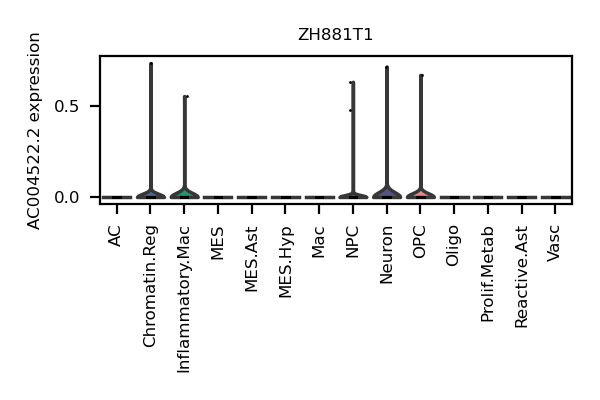 ZH881T1
AC004522.2 expression
0.5
0.0
AC
Chromatin.Reg
Inflammatory.Mac
MES
MES.Ast
MES.Hyp
Mac
NPC
Neuron
OPC
Oligo
Prolif.Metab
Reactive.Ast
Vasc